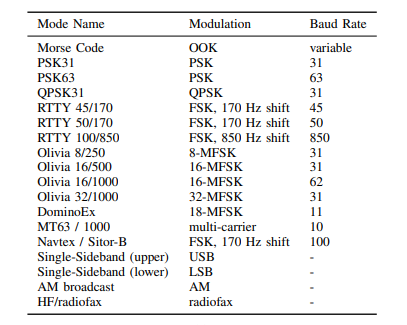 Mode Name Modulation Baud Rate
Morse Code OOK variable
PSK31 PSK 31
PSK63 PSK 63
QPSK31 QPSK 31
RTTY 45/170 FSK, 170 Hz shift 45
RTTY 50/170 FSK, 170 Hz shift 50
RTTY 100/850 FSK, 850 Hz shift 850
Olivia 8/250 8-MFSK 31
Olivia 16/500 16-MFSK 31
Olivia 16/1000 16-MFSK 62
Olivia 32/1000 32-MFSK 31
DominoEx 18-MFSK 11
MT63 / 1000 multi-carrier 10
Navtex / Sitor-B FSK, 170 Hz shift 100
Single-Sideband (upper) USB -
Single-Sideband (lower) LSB -
AM broadcast AM -
HF/radiofax radiofax -